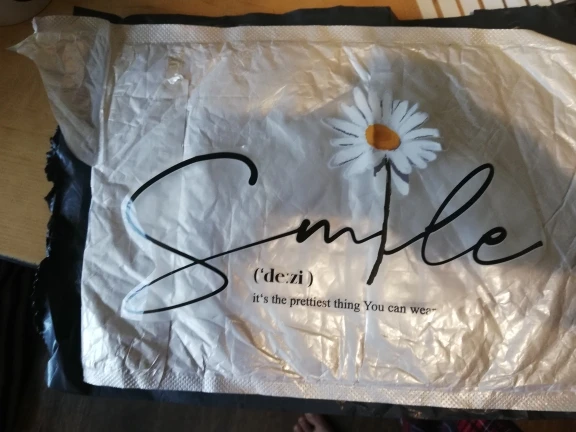 Smile
('de:zi )
it's the prettiest thing You can wear